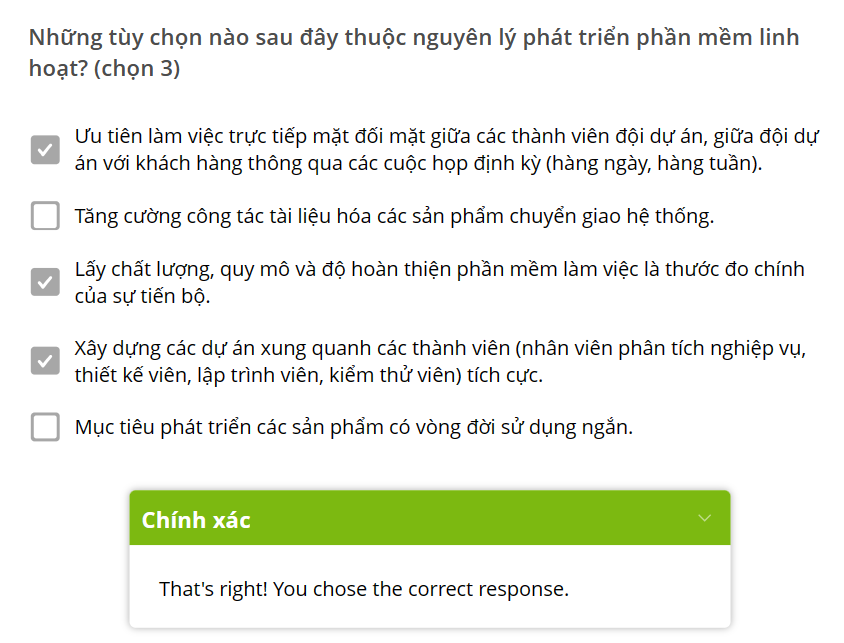 Những tùy chọn nào sau đây thuộc nguyên lý phát triển phần mềm linh
hoạt? (chọn 3)
Ưu tiên làm việc trực tiếp mặt đối mặt giữa các thành viên đội dự án, giữa đội dự
án với khách hàng thông qua các cuộc họp định kỳ (hàng ngày, hàng tuần).
Tăng cường công tác tài liệu hóa các sản phẩm chuyển giao hệ thống.
Lấy chất lượng, quy mô và độ hoàn thiện phần mềm làm việc là thước đo chính
của sự tiến bộ.
Xây dựng các dự án xung quanh các thành viên (nhân viên phân tích nghiệp vụ,
thiết kế viên, lập trình viên, kiểm thử viên) tích cực.
Mục tiêu phát triển các sản phẩm có vòng đời sử dụng ngắn.
Chính xác
That's right! You chose the correct response.